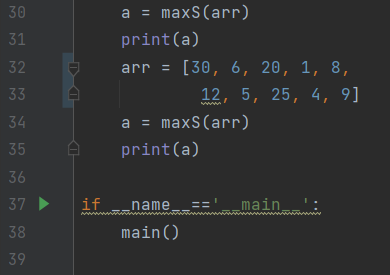 30 a = maxS(arr)
31 print(a)
32 arr = [30, 6, 20, 1, 8,
33 12, 5, 25, 4, 9]
34 a = maxS(arr)
35 print(a)
36
37 if __name__=='__main__':
38 main()
39